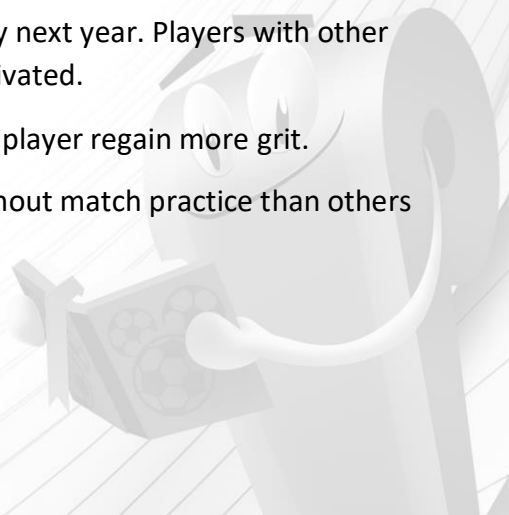 y next year. Players with other
ivated.
player regain more grit.
hout match practice than others